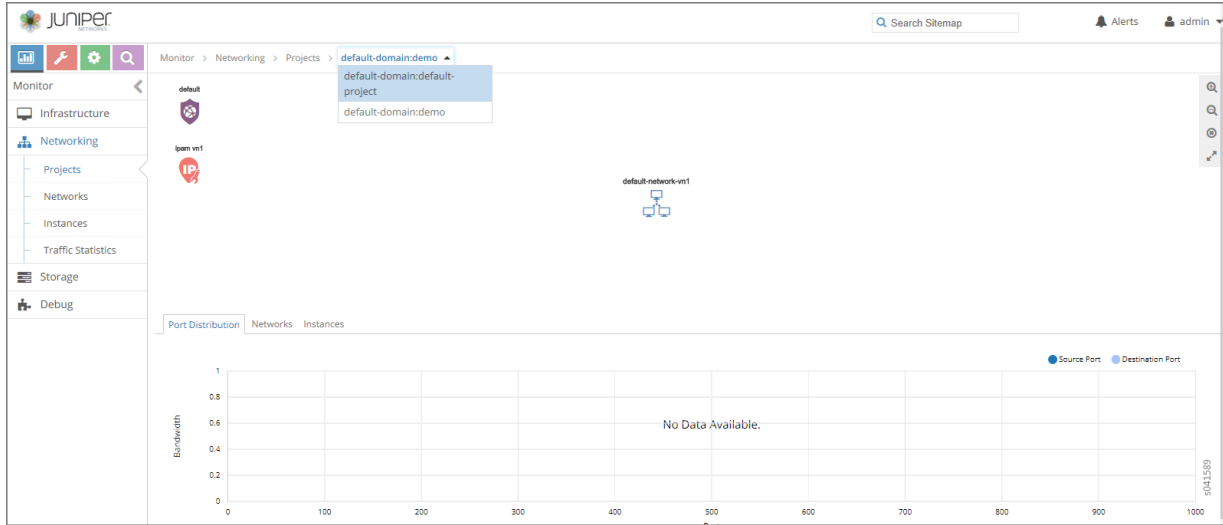 JUNIPER
NETWORKS
Search Sitemap
Alerts
admin
Monitor > Networking > Projects > default-domain:demo
default-domain:default-
project
default-domain:demo
Monitor
Infrastructure
Networking
Projects
Networks
Instances
Traffic Statistics
Storage
Debug
default
ipam vn1
IP
default-network-vn1
Port Distribution
Networks
Instances
Source Port
Destination Port
Bandwidth
1
0.8
0.6
0.4
0.2
0
No Data Available.
0 100 200 300 400 500 600 700 800 900 1000
s041589